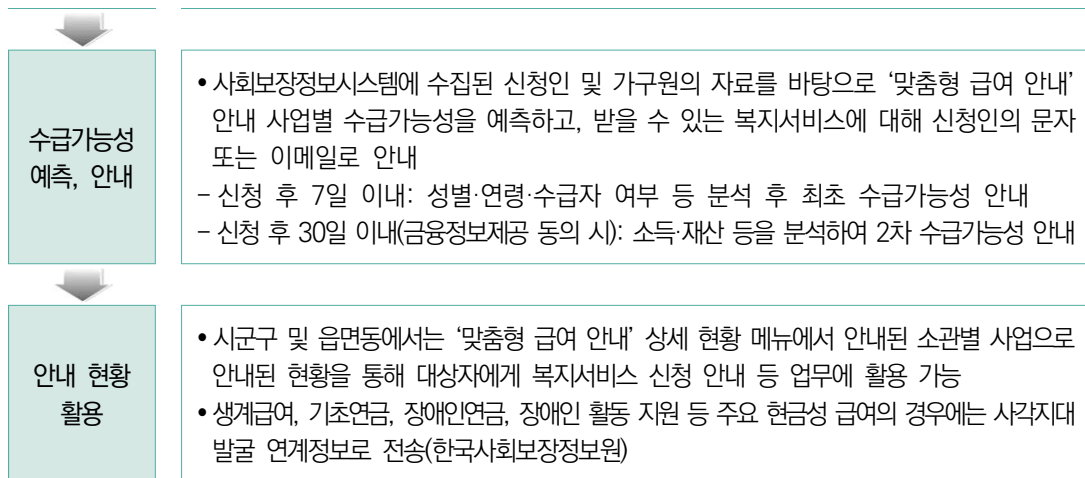 수급가능성
예측, 안내
• 사회보장정보시스템에 수집된 신청인 및 가구원의 자료를 바탕으로 ‘맞춤형 급여 안내’
안내 사업별 수급가능성을 예측하고, 받을 수 있는 복지서비스에 대해 신청인의 문자
또는 이메일로 안내
– 신청 후 7일 이내: 성별·연령·수급자 여부 등 분석 후 최초 수급가능성 안내
– 신청 후 30일 이내(금융정보제공 동의 시): 소득·재산 등을 분석하여 2차 수급가능성 안내
안내 현황
활용
• 시군구 및 읍면동에서는 ‘맞춤형 급여 안내’ 상세 현황 메뉴에서 안내된 소관별 사업으로
안내된 현황을 통해 대상자에게 복지서비스 신청 안내 등 업무에 활용 가능
• 생계급여, 기초연금, 장애인연금, 장애인 활동 지원 등 주요 현금성 급여의 경우에는 사각지대
발굴 연계정보로 전송(한국사회보장정보원)